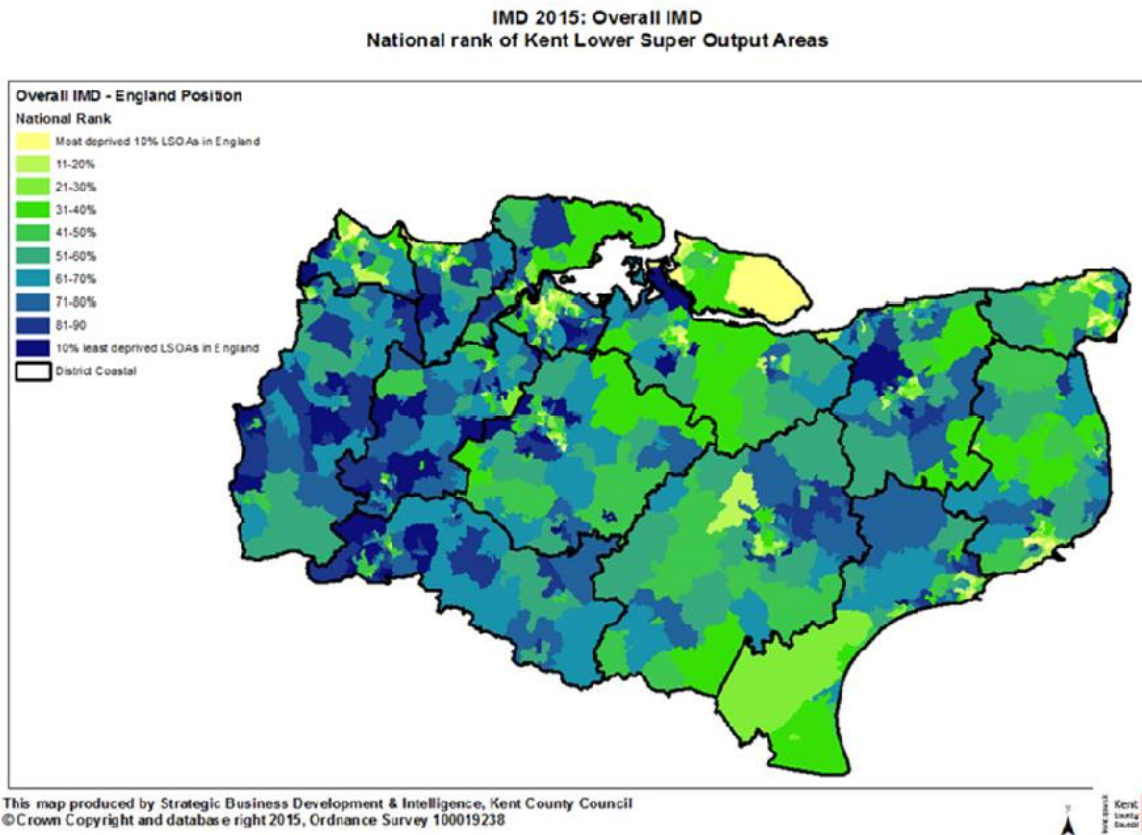 IMD 2015: Overall IMD
National rank of Kent Lower Super Output Areas
Overall IMD - England Position
National Rank
Most deprived 10% LSOAs in England
11-20%
21-30%
31-40%
41-50%
51-60%
61-70%
71-80%
81-90
10% least deprived LSOAs in England
District Coastal
This map produced by Strategic Business Development & Intelligence, Kent County Council
©Crown Copyright and database right 2015, Ordnance Survey 100019238
Kent
County
Council